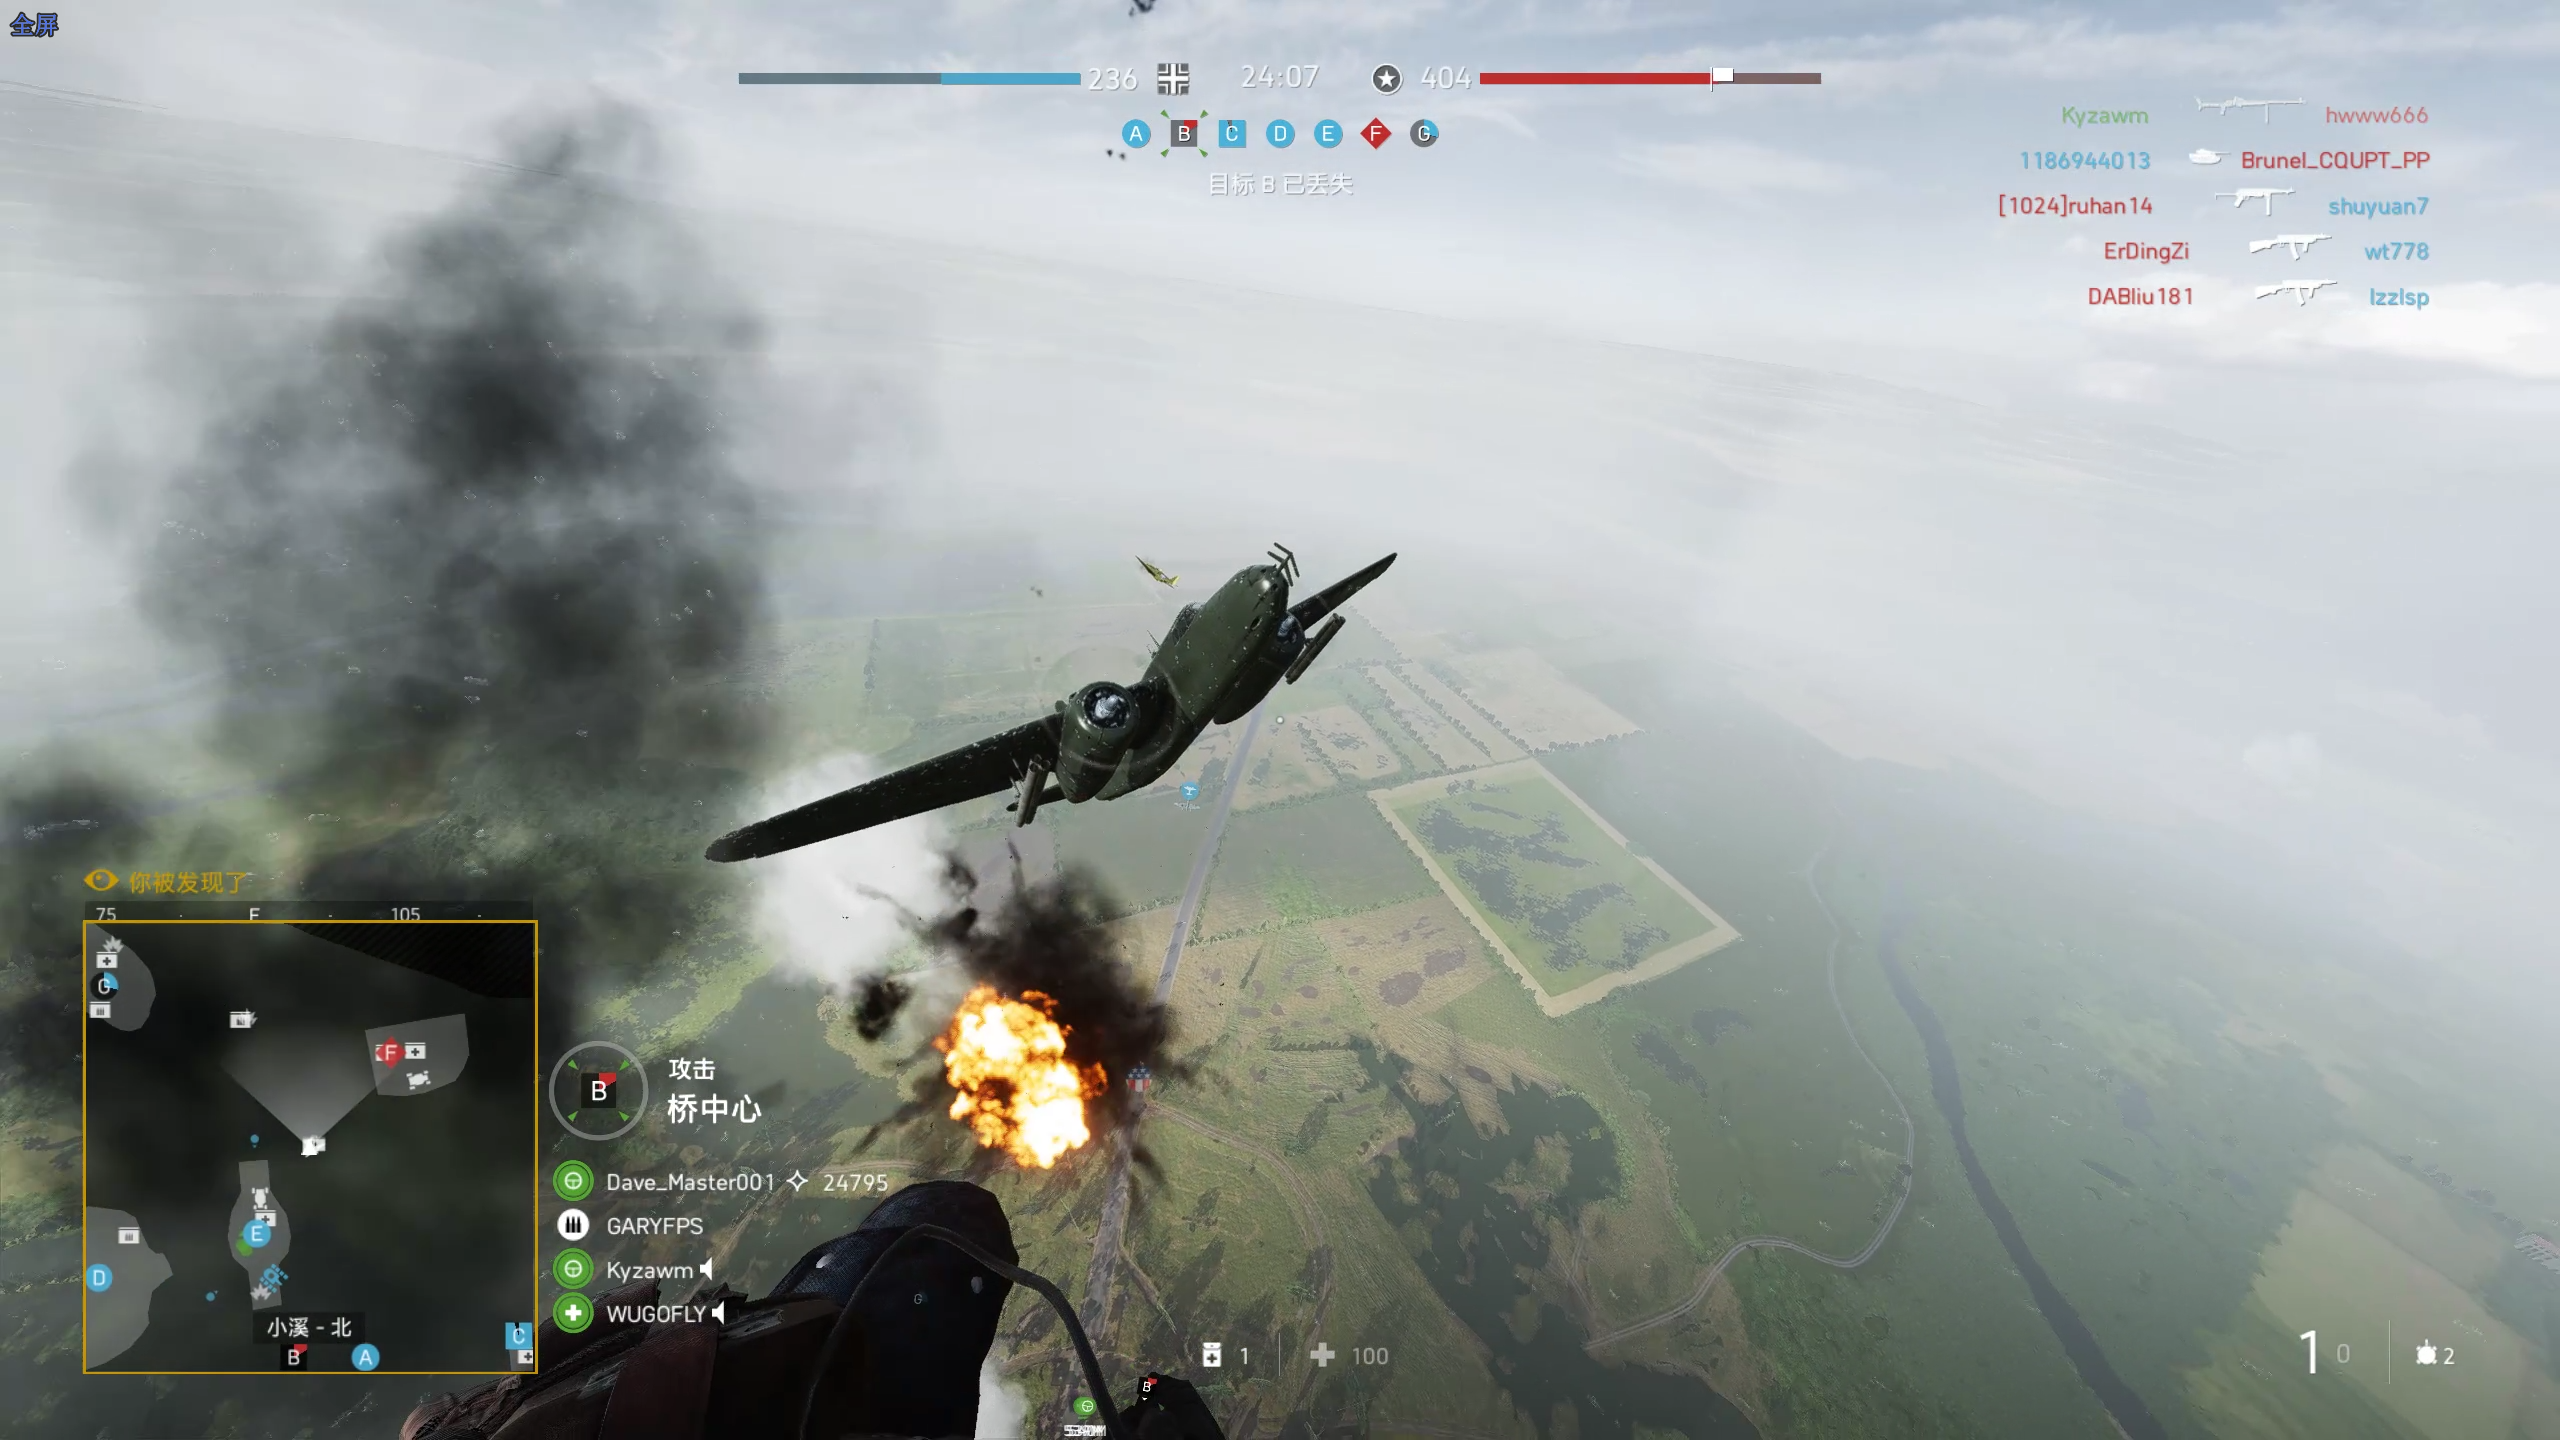 全屏
236 24:07 404
A B C D E F G
目标 B 已丢失
Kyzawm hwww666
1186944013 Brunel_CQUPT_PP
[1024]ruhan14 shuyuan7
ErDingZi wt778
DABliu181 lzzlsp
你被发现了
75 E 105
G
F
E
D
小溪 - 北
C
B A
B
攻击
桥中心
Dave_Master001 24795
GARYFPS
Kyzawm
WUGOFLY
G
1 100
B
1 0 2